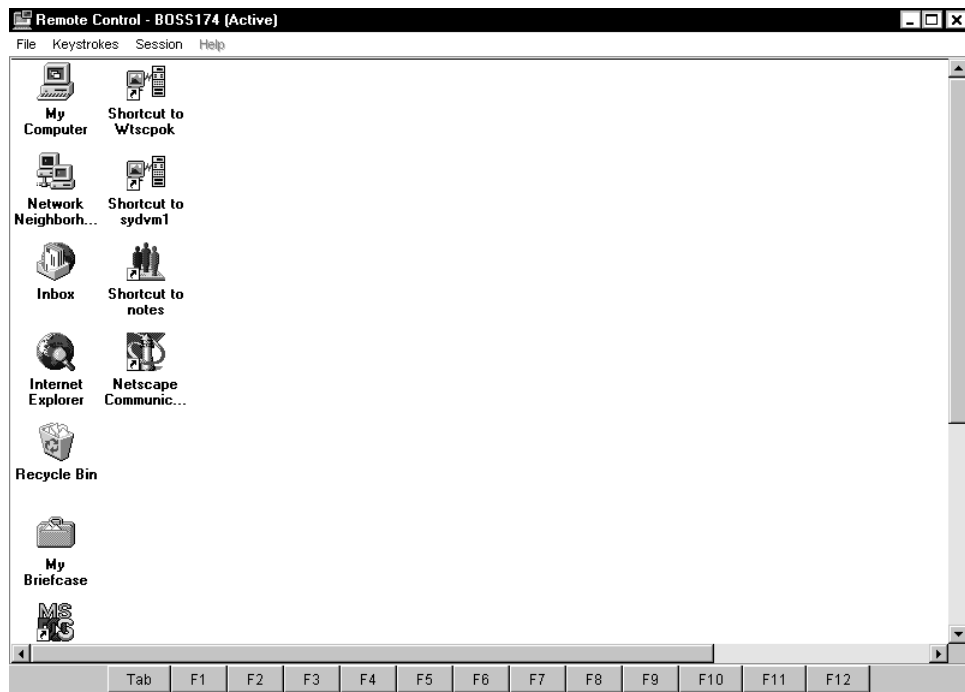 Remote Control - BOSS174 (Active)
File Keystrokes Session Help
My
Computer
Shortcut to
Wtscpok
Network
Neighborh...
Shortcut to
sydvm1
Inbox
Shortcut to
notes
Internet
Explorer
Netscape
Communic...
Recycle Bin
My
Briefcase
MS
Tab F1 F2 F3 F4 F5 F6 F7 F8 F9 F10 F11 F12